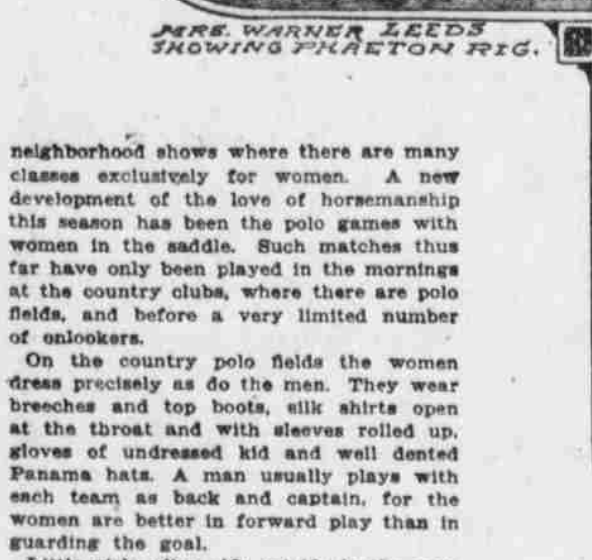 MRS. WARNER LEEDS
SHOWING PHAETON RIG.
neighborhood shows where there are many
classes exclusively for women. A new
development of the love of horsemanship
this season has been the polo games with
women in the saddle. Such matches thus
far have only been played in the mornings
at the country clubs, where there are polo
fields, and before a very limited number
of onlookers.
On the country polo fields the women
dress precisely as do the men. They wear
breeches and top boots, silk shirts open
at the throat and with sleeves rolled up,
gloves of undressed kid and well dented
Panama hats. A man usually plays with
each team as back and captain, for the
women are better in forward play than in
guarding the goal.